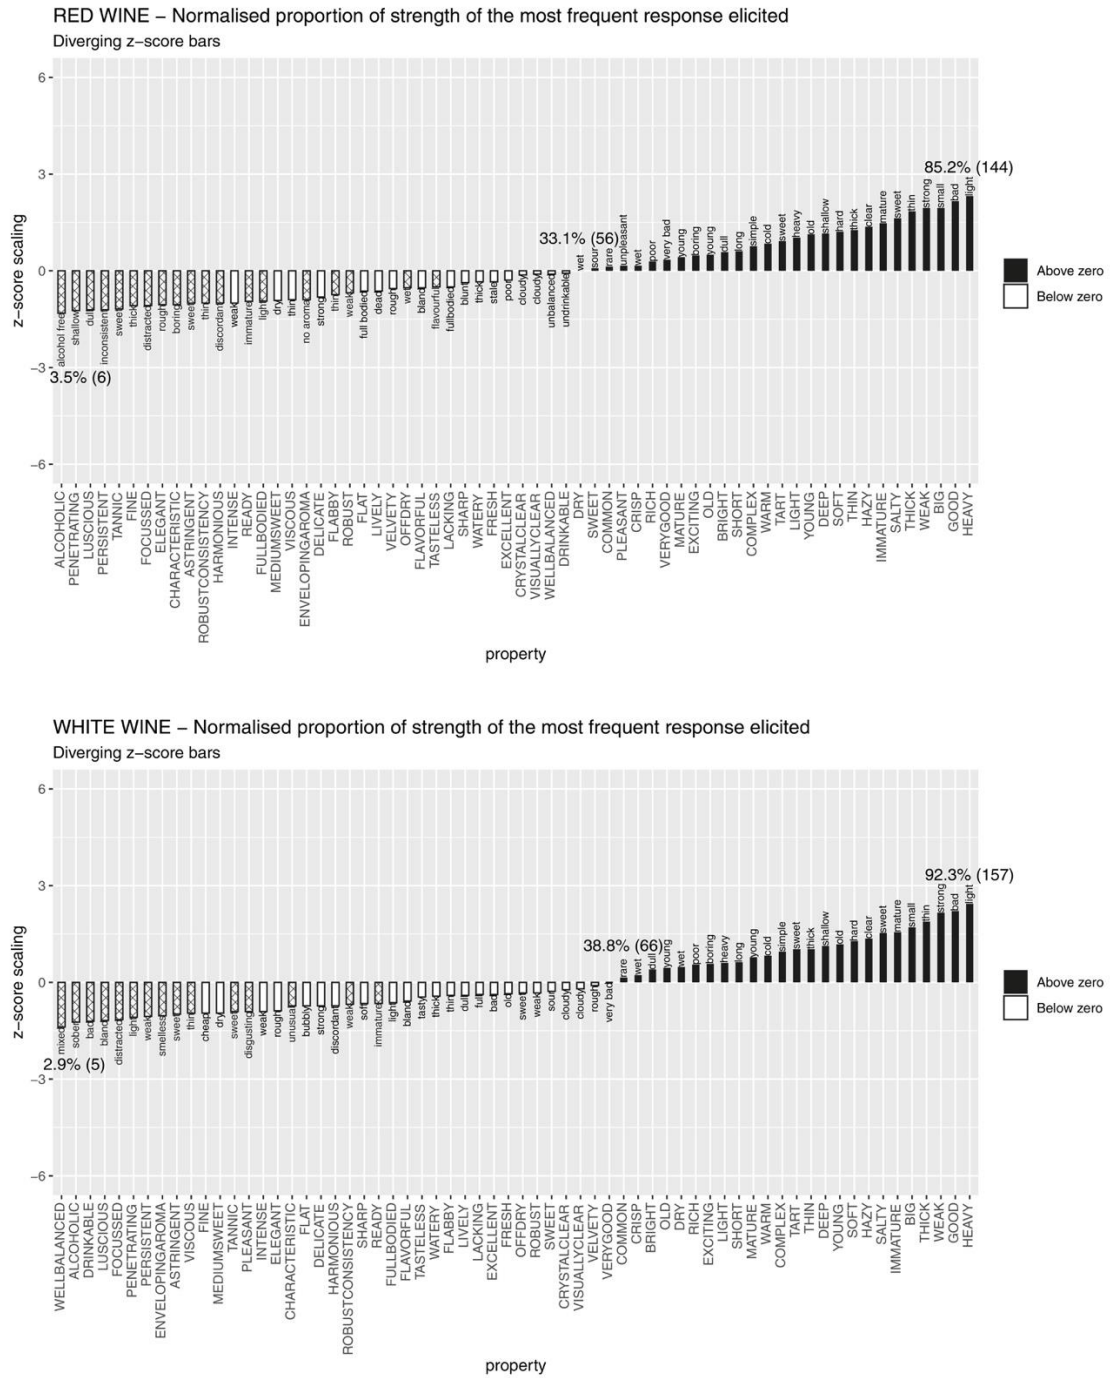 RED WINE – Normalised proportion of strength of the most frequent response elicited
Diverging z−score bars
z−score scaling
6
3
0
−3
−6
alcohol free
shallow
dull
inconsistent
sweet
thick
distracted
rough
boring
sweet
thin
discordant
weak
immature
light
dry
thin
no aroma
strong
thin
weak
full bodied
dead
rough
wet
bland
flavourful
fullbodied
blunt
thick
stale
poor
cloudy
cloudy
unbalanced
undrinkable
wet
sour
rare
unpleasant
wet
poor
very bad
young
boring
young
dull
long
simple
cold
sweet
heavy
old
shallow
hard
thick
clear
mature
sweet
thin
strong
small
bad
light
3.5% (6)
33.1% (56)
85.2% (144)
Above zero
Below zero
ALCOHOLIC
PENETRATING
LUSCIOUS
PERSISTENT
TANNIC
FINE
FOCUSSED
ELEGANT
CHARACTERISTIC
ASTRINGENT
ROBUSTCONSISTENCY
HARMONIOUS
INTENSE
READY
FULLBODIED
MEDIUMSWEET
VISCOUS
ENVELOPINGAROMA
DELICATE
FLABBY
ROBUST
FLAT
LIVELY
VELVETY
OFFDRY
FLAVORFUL
TASTELESS
LACKING
SHARP
WATERY
FRESH
EXCELLENT
CRYSTALCLEAR
VISUALLYCLEAR
WELLBALANCED
DRINKABLE
DRY
SWEET
COMMON
PLEASANT
CRISP
RICH
VERYGOOD
MATURE
EXCITING
OLD
BRIGHT
SHORT
COMPLEX
WARM
TART
LIGHT
YOUNG
DEEP
SOFT
THIN
HAZY
IMMATURE
SALTY
THICK
WEAK
BIG
GOOD
HEAVY
property
WHITE WINE – Normalised proportion of strength of the most frequent response elicited
Diverging z−score bars
z−score scaling
6
3
0
−3
−6
mixed
sober
bad
bland
distracted
light
weak
smelless
sweet
thin
cheap
dry
sweet
disgusting
weak
rough
unusual
bubbly
strong
discordant
weak
soft
immature
light
bland
tasty
thick
thin
dull
full
bad
old
sweet
weak
sour
cloudy
cloudy
rough
very bad
rare
wet
dull
young
wet
poor
boring
heavy
long
young
cold
simple
sweet
thick
shallow
old
hard
clear
sweet
mature
small
thin
strong
bad
light
2.9% (5)
38.8% (66)
92.3% (157)
Above zero
Below zero
WELLBALANCED
ALCOHOLIC
DRINKABLE
LUSCIOUS
FOCUSSED
PENETRATING
PERSISTENT
ENVELOPINGAROMA
ASTRINGENT
VISCOUS
FINE
MEDIUMSWEET
TANNIC
PLEASANT
INTENSE
ELEGANT
CHARACTERISTIC
FLAT
DELICATE
HARMONIOUS
ROBUSTCONSISTENCY
SHARP
READY
FULLBODIED
FLAVORFUL
TASTELESS
WATERY
FLABBY
LIVELY
LACKING
EXCELLENT
FRESH
OFFDRY
ROBUST
SWEET
CRYSTALCLEAR
VISUALLYCLEAR
VELVETY
VERYGOOD
COMMON
CRISP
BRIGHT
OLD
DRY
RICH
EXCITING
LIGHT
SHORT
MATURE
WARM
COMPLEX
TART
THIN
DEEP
YOUNG
SOFT
HAZY
SALTY
IMMATURE
BIG
THICK
WEAK
GOOD
HEAVY
property